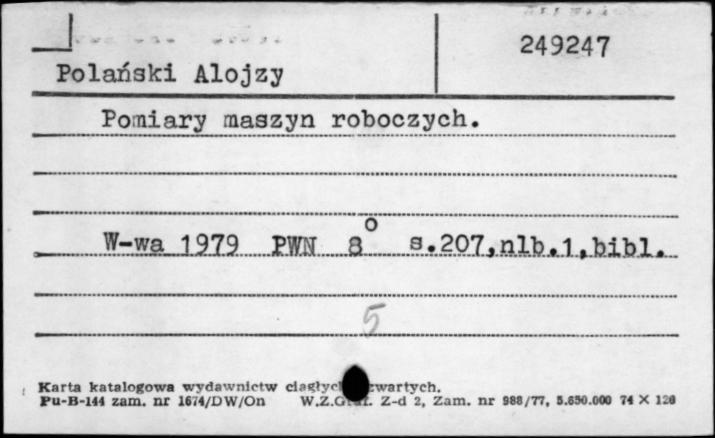 249247
Polański Alojzy
Pomiary maszyn roboczych.
W-wa 1979 PWN 8° s.207,nlb.1,bibl.
5
Karta katalogowa wydawnictw zwartych.
Pu-B-144 zam. nr 1674/DW/On W.Z.Graf. Z-d 2, Zam. nr 988/77, 5.650.000 74 X 126